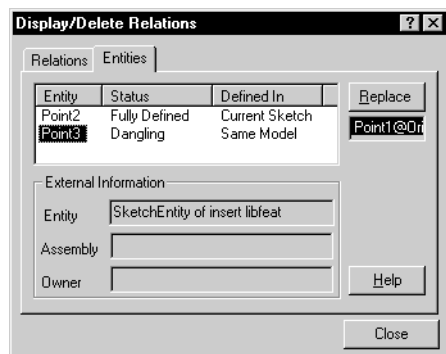 Display/Delete Relations
Relations Entities
Entity Status Defined In
Replace
Point2 Fully Defined Current Sketch
Point3 Dangling Same Model
Point1@Ori
External Information
Entity SketchEntity of insert libfeat
Assembly
Owner
Help
Close